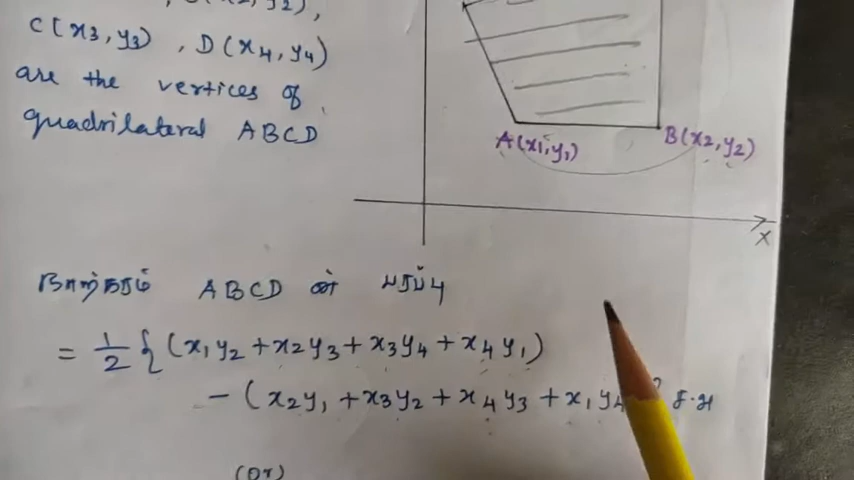 C(x3, y3) , D(x4, y4)
are the vertices of
quadrilateral ABCD
A(x1, y1)
B(x2, y2)
X
நாற்கரம் ABCD ன் பரப்பு
= 1/2 { (x1y2 + x2y3 + x3y4 + x4y1)
- (x2y1 + x3y2 + x4y3 + x1y4 ச.அ
(Or)